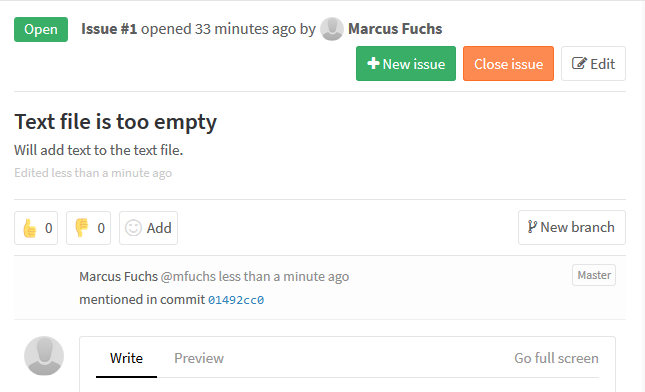 Open Issue #1 opened 33 minutes ago by Marcus Fuchs
New issue Close issue Edit
Text file is too empty
Will add text to the text file.
Edited less than a minute ago
0 0 Add New branch
Marcus Fuchs @mfuchs less than a minute ago Master
mentioned in commit 01492cc0
Write Preview Go full screen